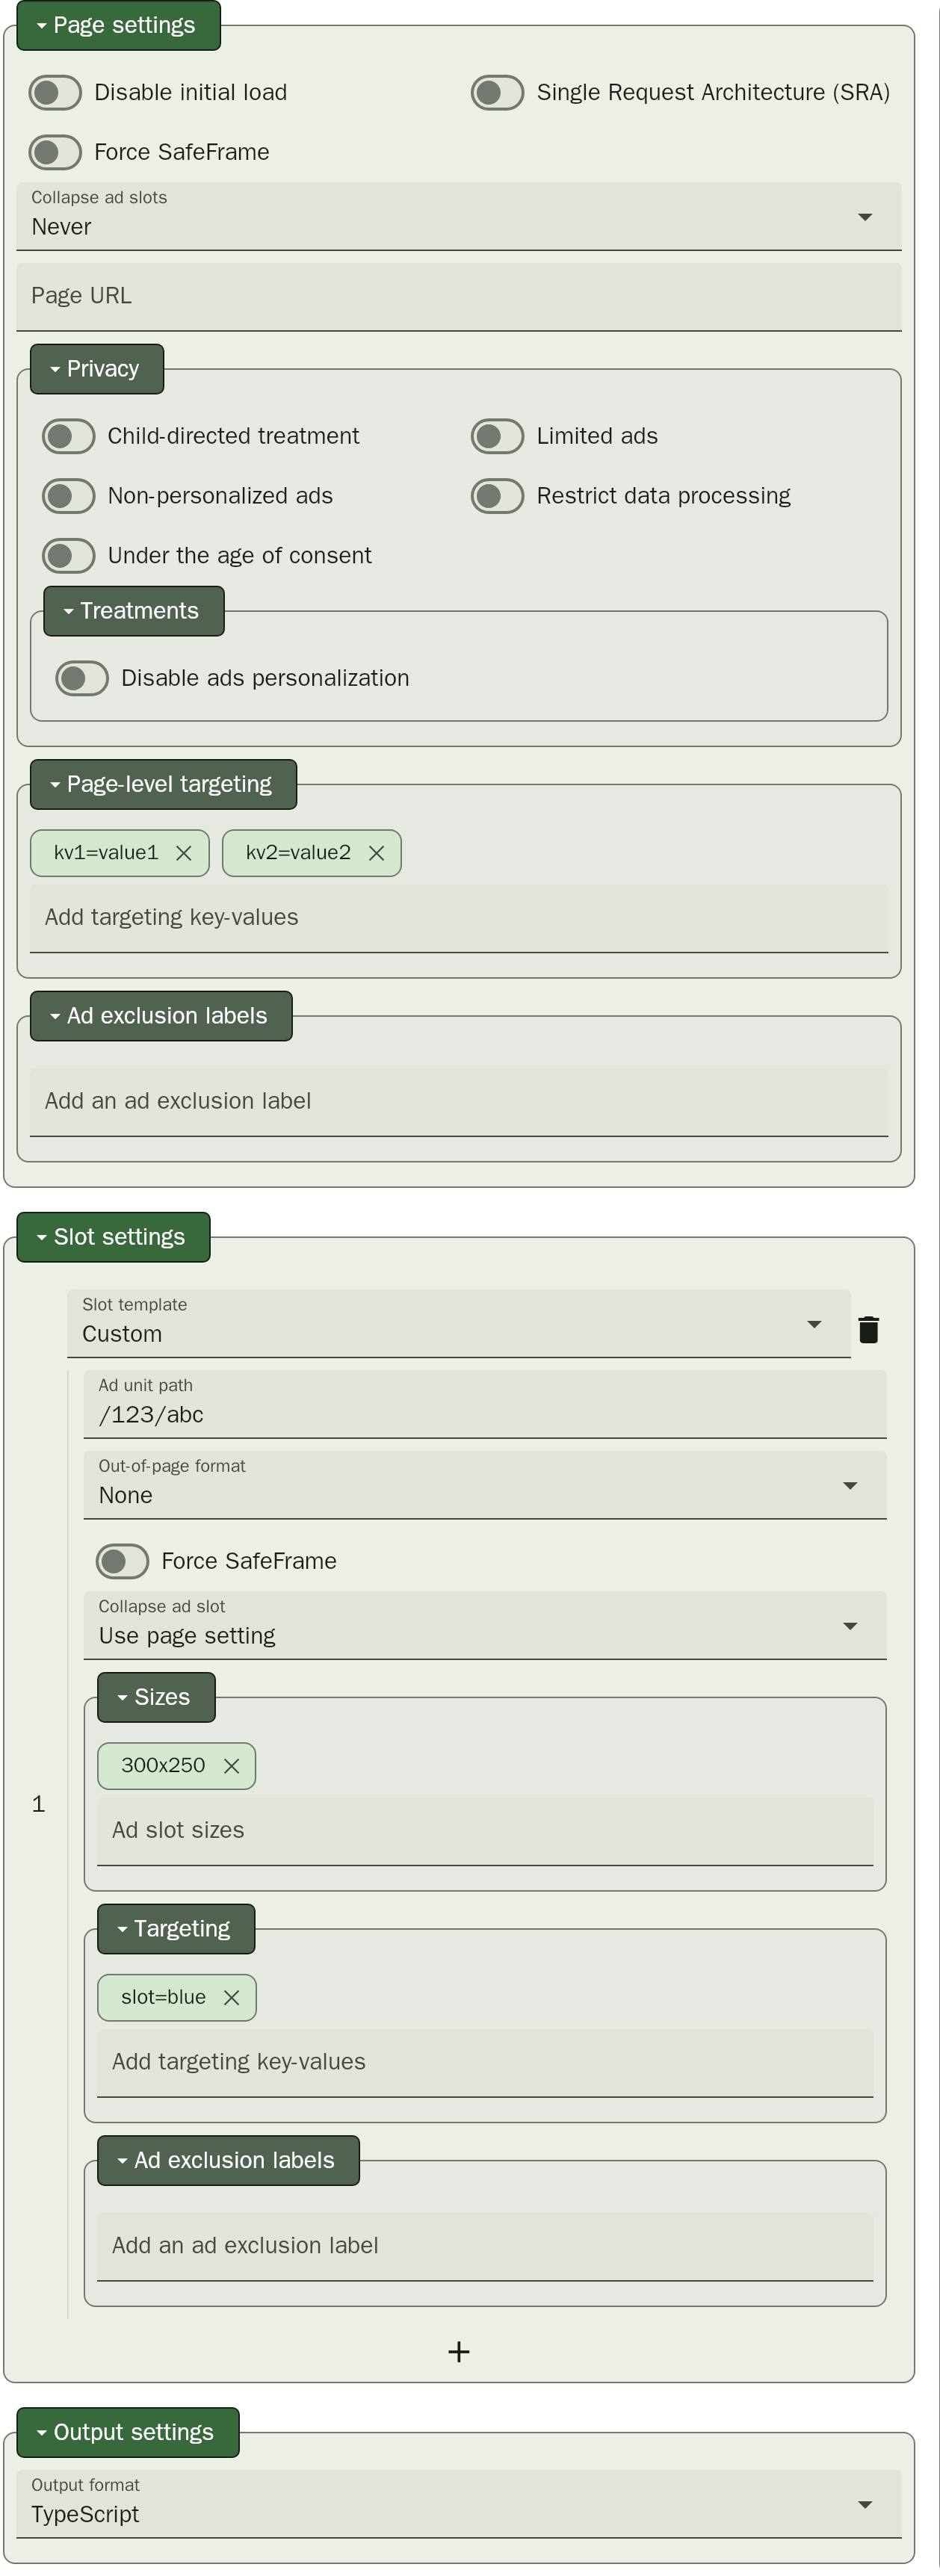 Page settings
Disable initial load
Single Request Architecture (SRA)
Force SafeFrame
Collapse ad slots
Never
Page URL
Privacy
Child-directed treatment
Limited ads
Non-personalized ads
Restrict data processing
Under the age of consent
Treatments
Disable ads personalization
Page-level targeting
kv1=value1
kv2=value2
Add targeting key-values
Ad exclusion labels
Add an ad exclusion label
Slot settings
Slot template
Custom
Ad unit path
/123/abc
Out-of-page format
None
Force SafeFrame
Collapse ad slot
Use page setting
Sizes
300x250
1
Ad slot sizes
Targeting
slot=blue
Add targeting key-values
Ad exclusion labels
Add an ad exclusion label
Output settings
Output format
TypeScript